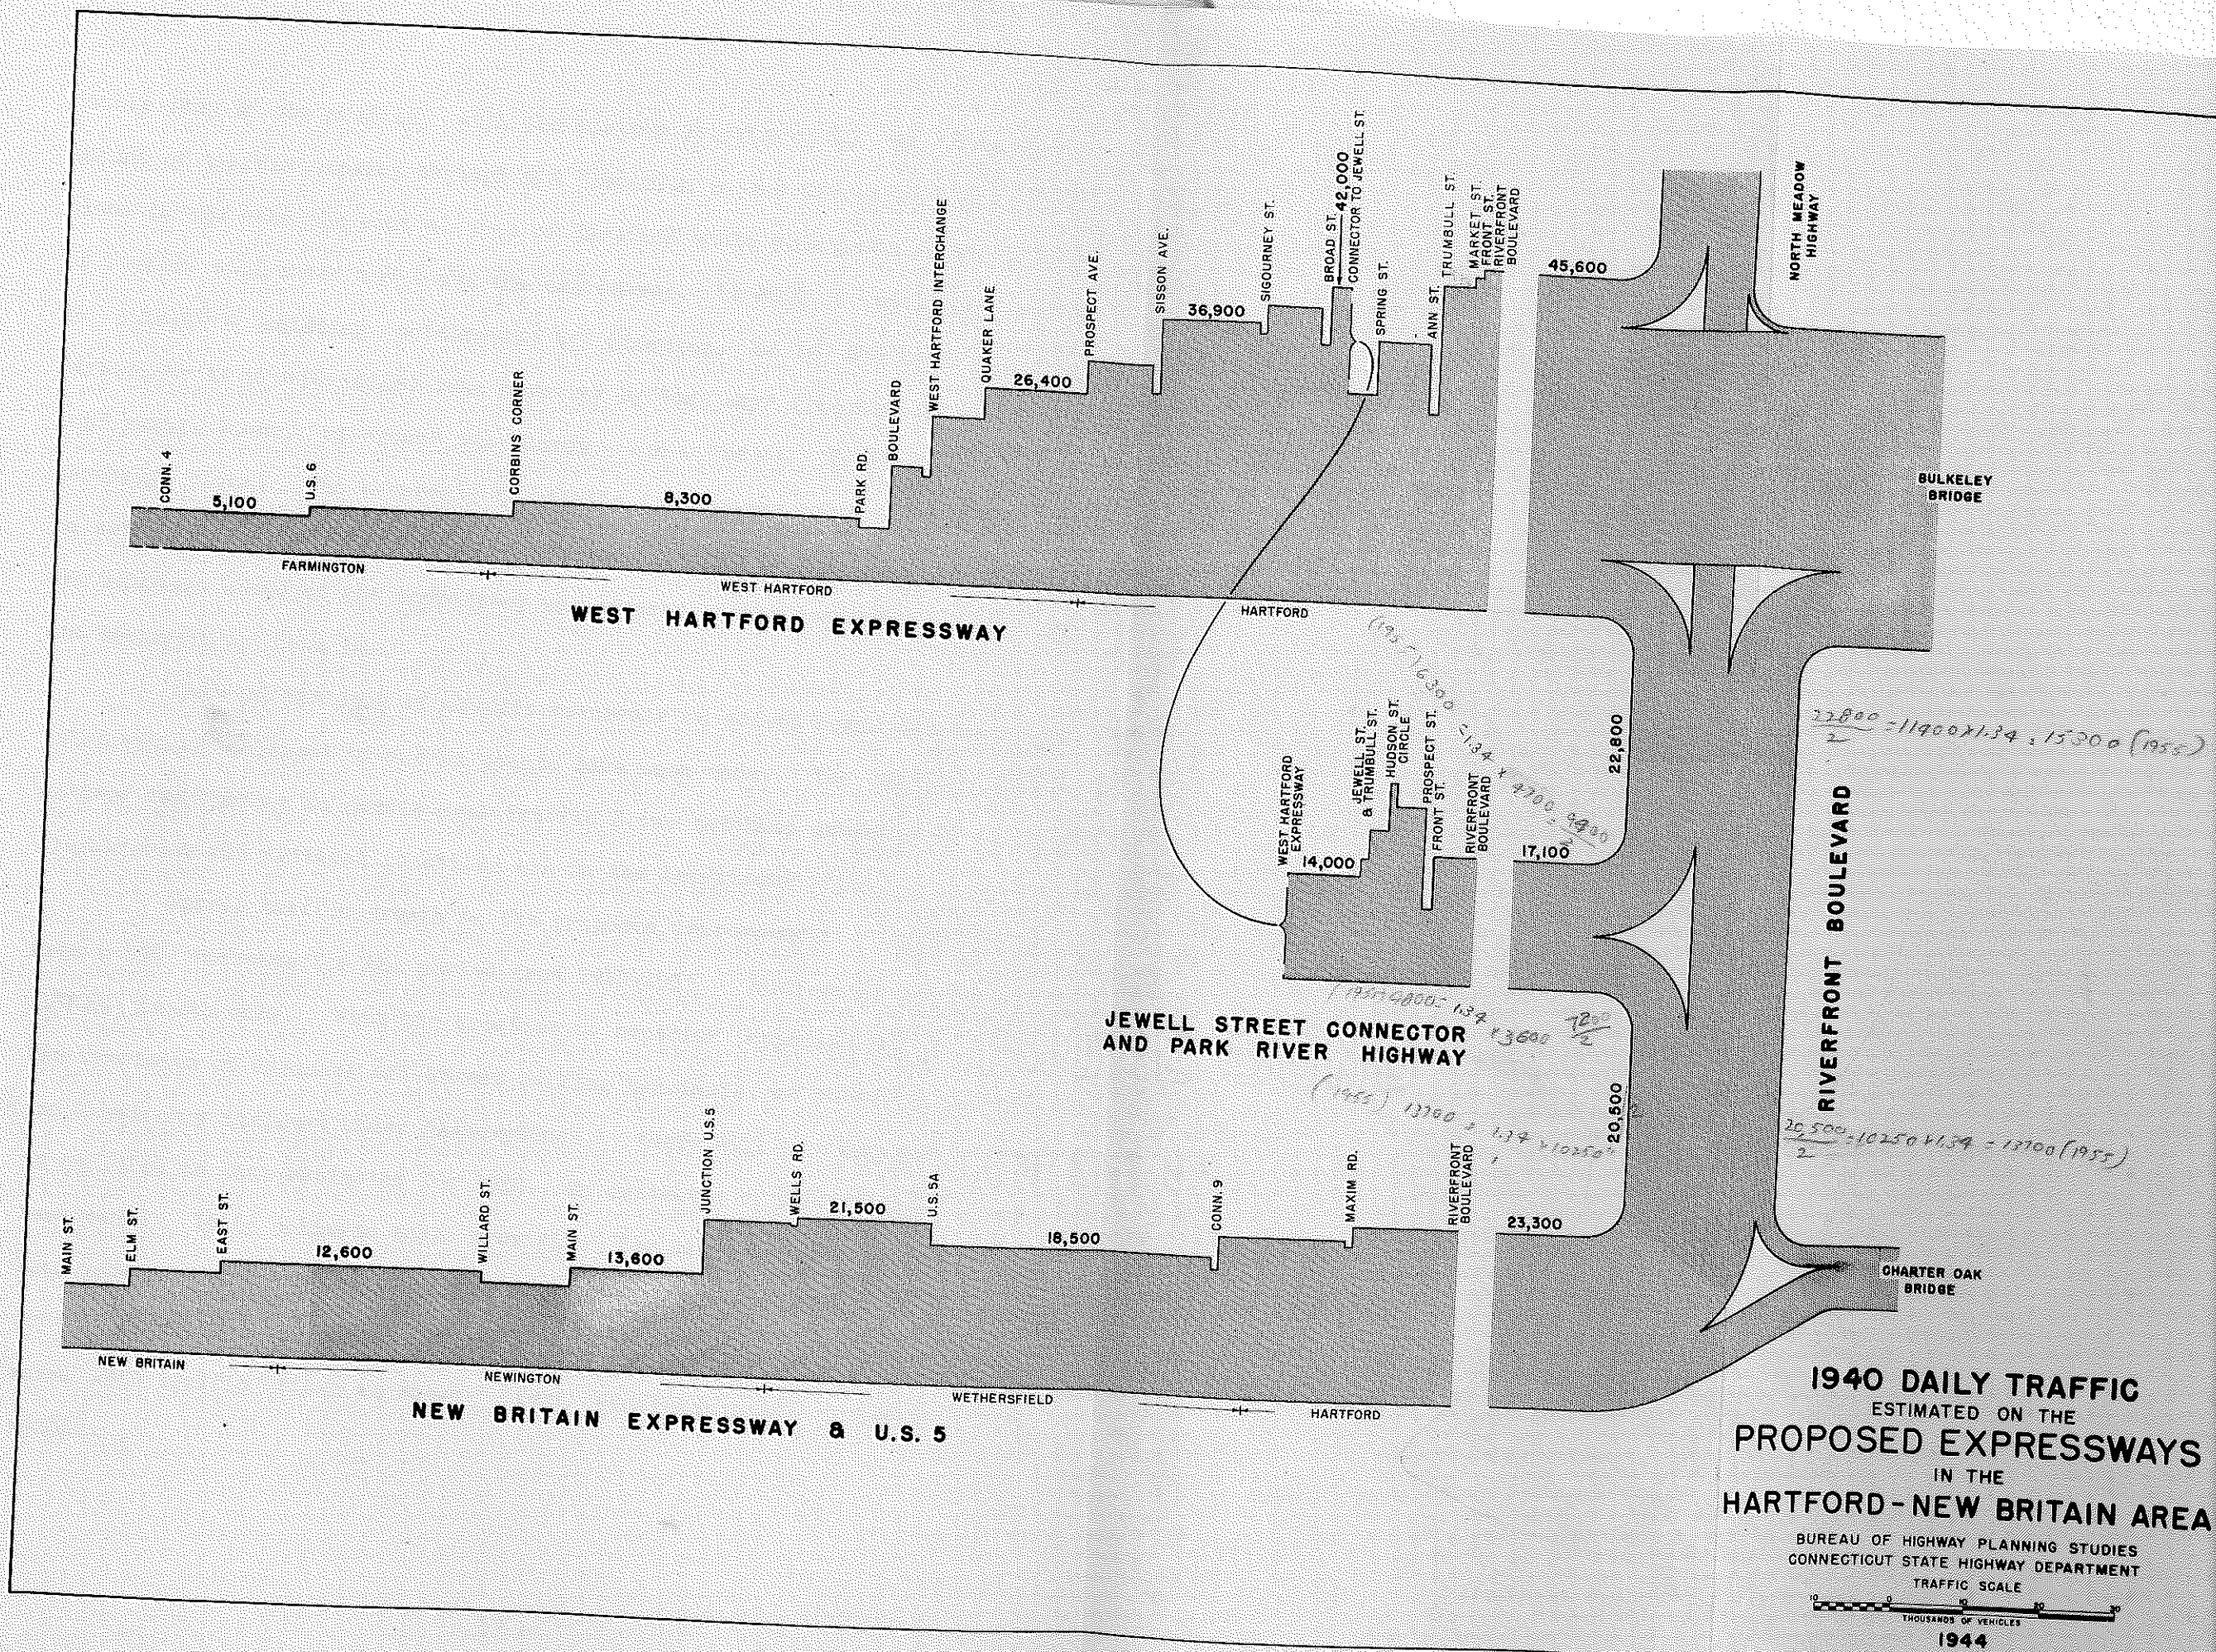 NORTH MEADOW
HIGHWAY
CONN. 4
5,100
U.S. 6
CORBINS CORNER
8,300
PARK RD.
BOULEVARD
WEST HARTFORD INTERCHANGE
QUAKER LANE
26,400
PROSPECT AVE.
SISSON AVE.
36,900
SIGOURNEY ST.
BROAD ST.
42,000
CONNECTOR TO JEWELL ST.
SPRING ST.
ANN ST.
TRUMBULL ST.
MARKET ST.
FRONT ST.
RIVERFRONT
BOULEVARD
45,600
BULKELEY
BRIDGE
FARMINGTON
WEST HARTFORD
HARTFORD
WEST HARTFORD EXPRESSWAY
WEST HARTFORD
EXPRESSWAY
14,000
JEWELL ST.
& TRUMBULL ST.
HUDSON ST.
CIRCLE
PROSPECT ST.
FRONT ST.
RIVERFRONT
BOULEVARD
17,100
22,800
22800/2 = 11400 x 1.34 = 15300 (1955)
= 1.34 x
RIVERFRONT BOULEVARD
JEWELL STREET CONNECTOR
AND PARK RIVER HIGHWAY
1.34 x 3600 7200/2
(1955) 13700 = 1.34 x 10250
20,500
20,500/2 = 10250 x 1.34 = 13700 (1955)
MAIN ST.
ELM ST.
EAST ST.
12,600
WILLARD ST.
MAIN ST.
13,600
JUNCTION U.S. 5
WELLS RD.
21,500
U.S. 5A
18,500
CONN. 9
MAXIM RD.
RIVERFRONT
BOULEVARD
23,300
CHARTER OAK
BRIDGE
NEW BRITAIN
NEWINGTON
WETHERSFIELD
HARTFORD
NEW BRITAIN EXPRESSWAY & U.S. 5
1940 DAILY TRAFFIC
ESTIMATED ON THE
PROPOSED EXPRESSWAYS
IN THE
HARTFORD-NEW BRITAIN AREA
BUREAU OF HIGHWAY PLANNING STUDIES
CONNECTICUT STATE HIGHWAY DEPARTMENT
TRAFFIC SCALE
10 0 10 20 30
THOUSANDS OF VEHICLES
1944